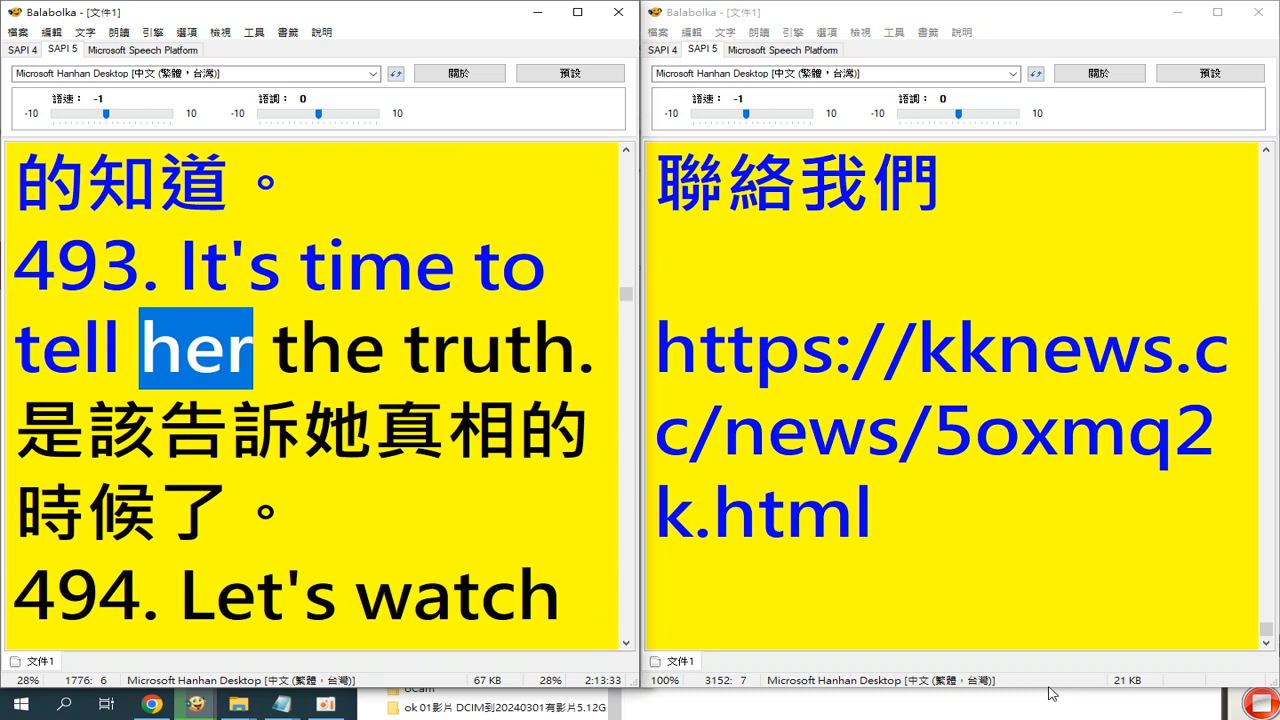 Balabolka - [文件1]
檔案 編輯 文字 朗讀 引擎 選項 檢視 工具 書籤 說明
SAPI 4 SAPI 5 Microsoft Speech Platform
Microsoft Hanhan Desktop [中文 (繁體，台灣)] 關於 預設
語速： -1 語調： 0
-10 10 -10 10
的知道。
493. It's time to
tell her the truth.
是該告訴她真相的
時候了。
494. Let's watch
文件1
28% 1776: 6 Microsoft Hanhan Desktop [中文 (繁體，台灣)] 67 KB 28% 2:13:33
Balabolka - [文件1]
檔案 編輯 文字 朗讀 引擎 選項 檢視 工具 書籤 說明
SAPI 4 SAPI 5 Microsoft Speech Platform
Microsoft Hanhan Desktop [中文 (繁體，台灣)] 關於 預設
語速： -1 語調： 0
-10 10 -10 10
聯絡我們
https://kknews.c
c/news/5oxmq2
k.html
文件1
100% 3152: 7 Microsoft Hanhan Desktop [中文 (繁體，台灣)] 21 KB
oCam
ok 01影片 DCIM到20240301有影片5.12G